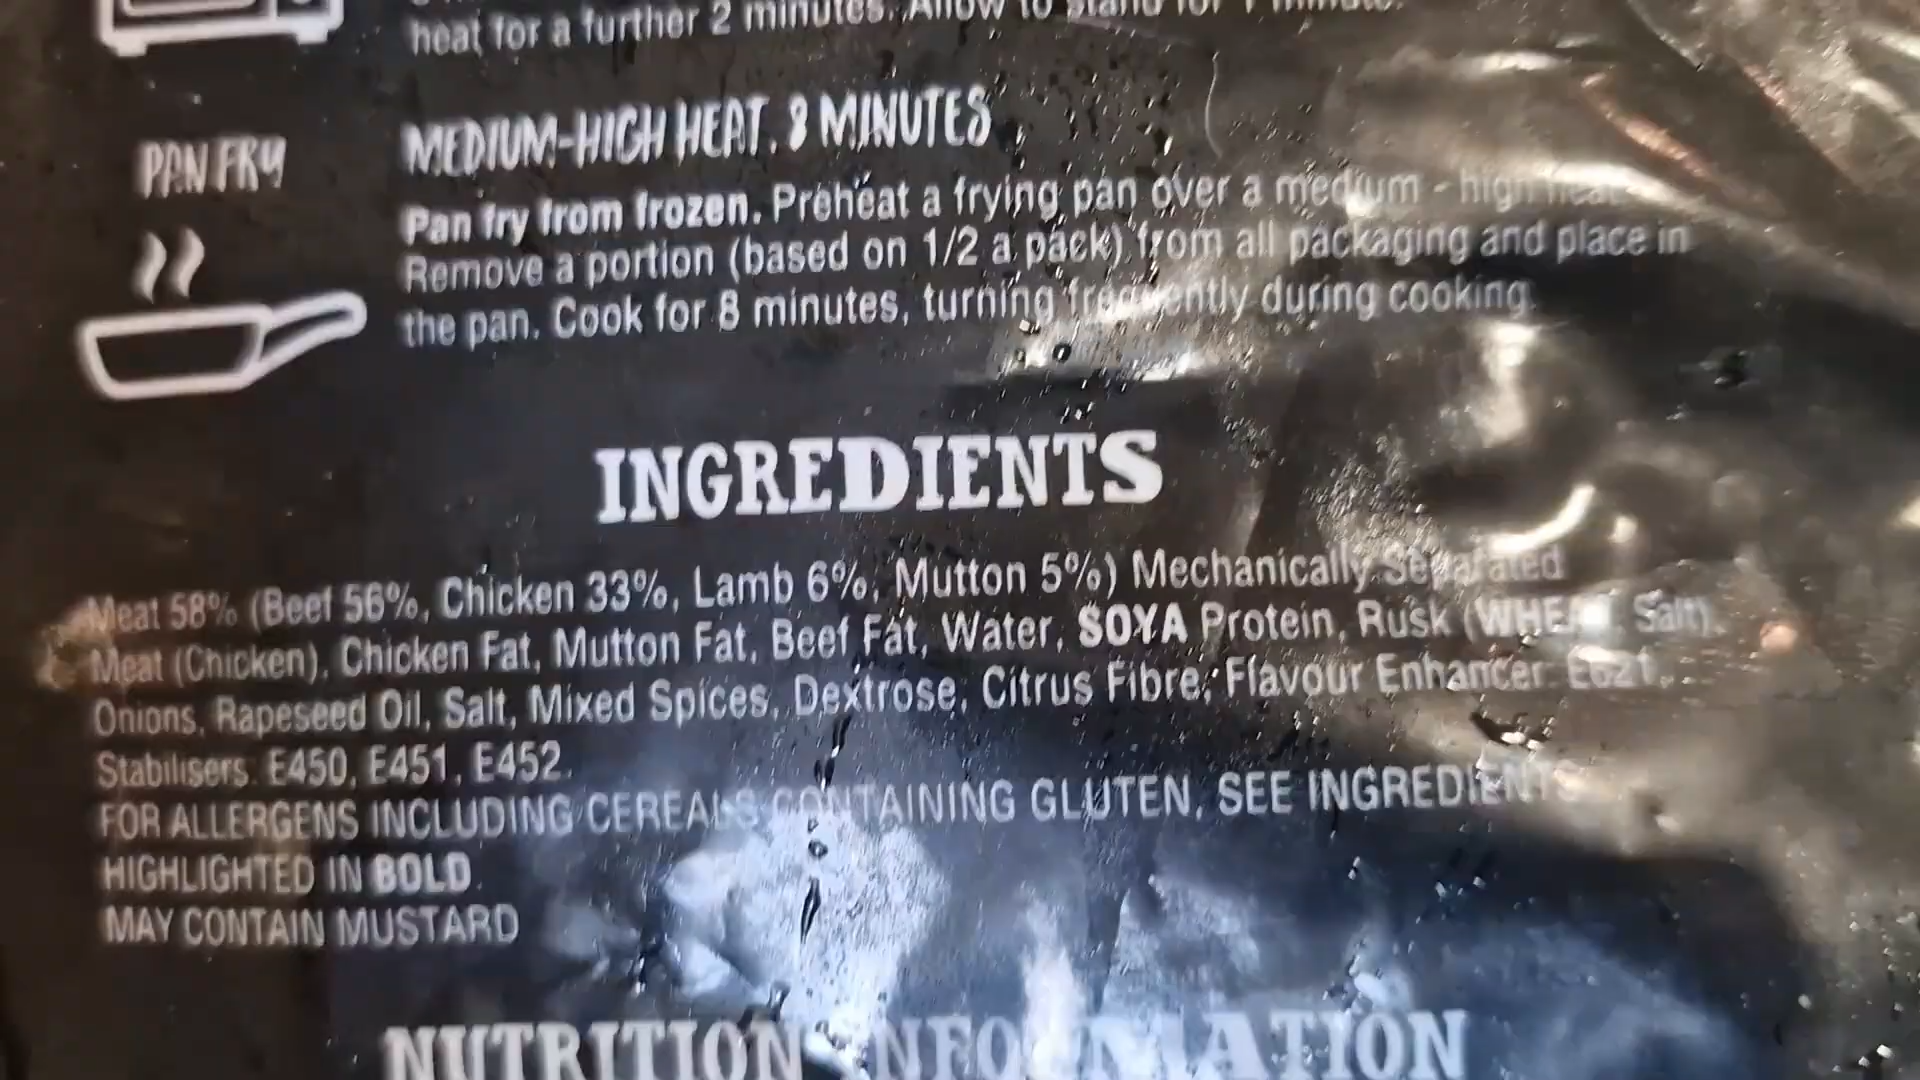 heat for a further 2 minutes. Allow to stand for 1 minute.
PAN FRY
MEDIUM-HIGH HEAT. 8 MINUTES
Pan fry from frozen. Preheat a frying pan over a medium - high heat.
Remove a portion (based on 1/2 a pack) from all packaging and place in
the pan. Cook for 8 minutes, turning frequently during cooking.
INGREDIENTS
Meat 58% (Beef 56%, Chicken 33%, Lamb 6%, Mutton 5%) Mechanically Separated
Meat (Chicken), Chicken Fat, Mutton Fat, Beef Fat, Water, SOYA Protein, Rusk (WHEAT, Salt),
Onions, Rapeseed Oil, Salt, Mixed Spices, Dextrose, Citrus Fibre, Flavour Enhancer: E621,
Stabilisers: E450, E451, E452.
FOR ALLERGENS INCLUDING CEREALS CONTAINING GLUTEN, SEE INGREDIENTS
HIGHLIGHTED IN BOLD.
MAY CONTAIN MUSTARD
NUTRITION INFORMATION